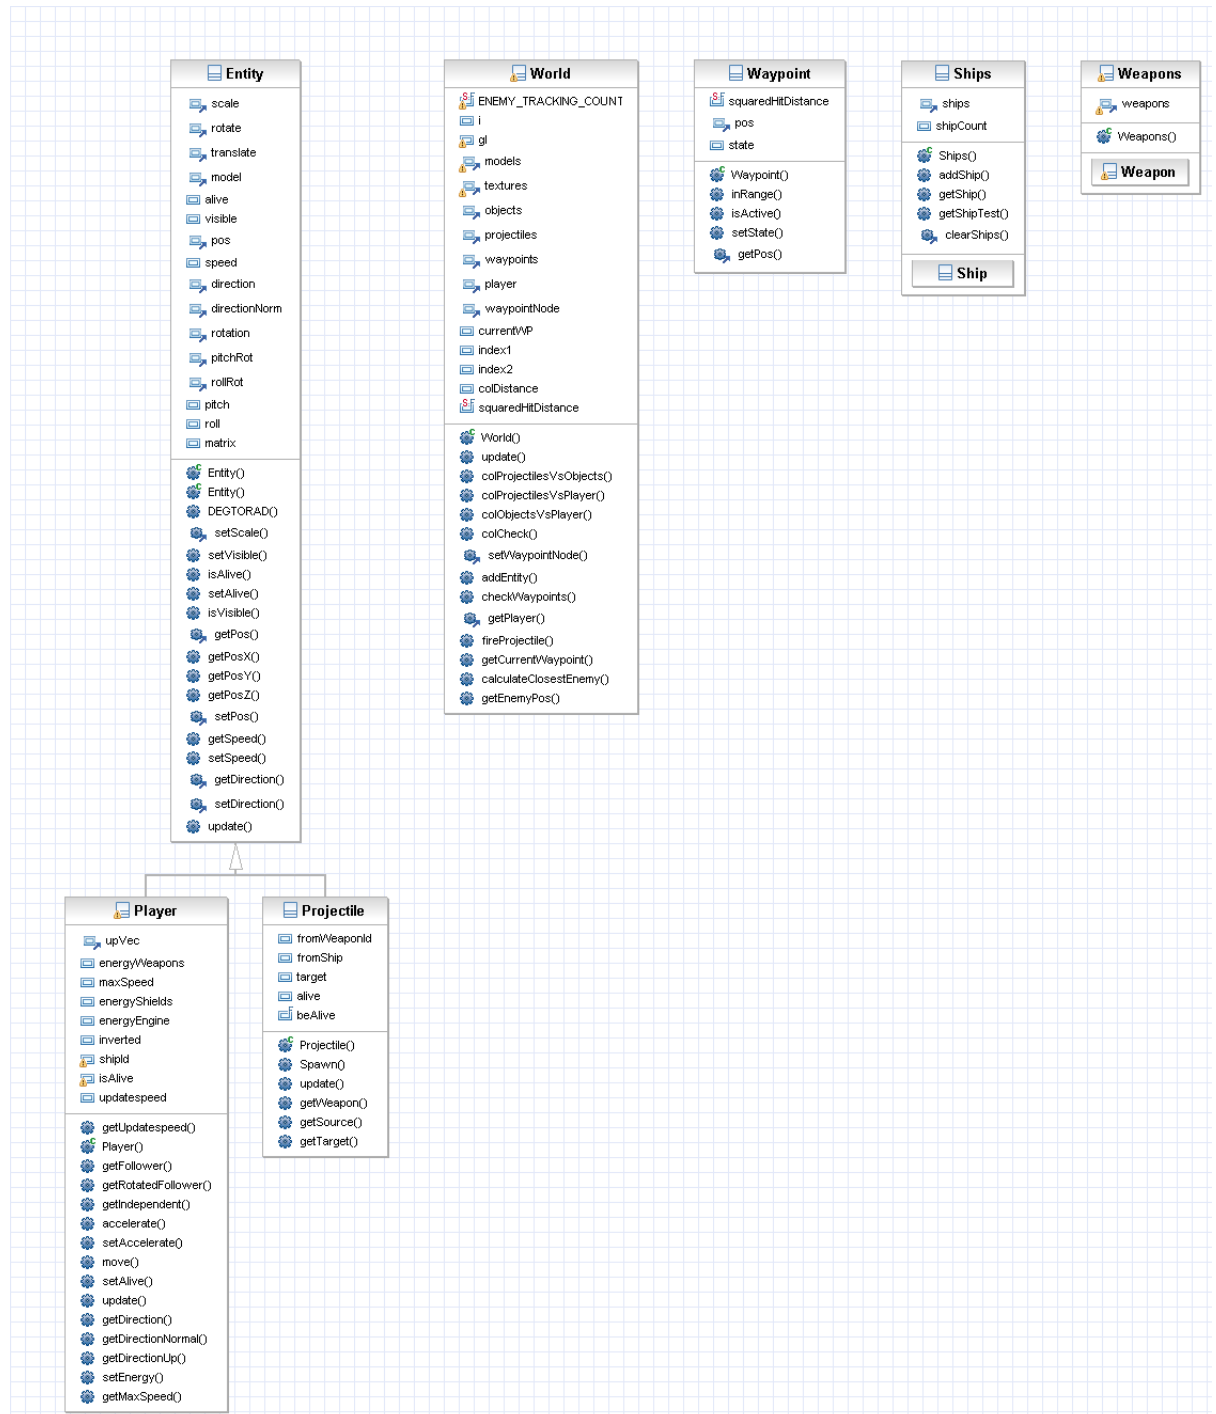 Entity
scale
rotate
translate
model
alive
visible
pos
speed
direction
directionNorm
rotation
pitchRot
rollRot
pitch
roll
matrix
Entity()
Entity()
DEGTORAD()
setScale()
setVisible()
isAlive()
setAlive()
isVisible()
getPos()
getPosX()
getPosY()
getPosZ()
setPos()
getSpeed()
setSpeed()
getDirection()
setDirection()
update()
World
ENEMY_TRACKING_COUNT
i
gl
models
textures
objects
projectiles
waypoints
player
waypointNode
currentWP
index1
index2
colDistance
squaredHitDistance
World()
update()
colProjectilesVsObjects()
colProjectilesVsPlayer()
colObjectsVsPlayer()
colCheck()
setWaypointNode()
addEntity()
checkWaypoints()
getPlayer()
fireProjectile()
getCurrentWaypoint()
calculateClosestEnemy()
getEnemyPos()
Waypoint
squaredHitDistance
pos
state
Waypoint()
inRange()
isActive()
setState()
getPos()
Ships
ships
shipCount
Ships()
addShip()
getShip()
getShipTest()
clearShips()
Ship
Weapons
weapons
Weapons()
Weapon
Player
upVec
energyWeapons
maxSpeed
energyShields
energyEngine
inverted
shipId
isAlive
updatespeed
getUpdatespeed()
Player()
getFollower()
getRotatedFollower()
getIndependent()
accelerate()
setAccelerate()
move()
setAlive()
update()
getDirection()
getDirectionNormal()
getDirectionUp()
setEnergy()
getMaxSpeed()
Projectile
fromWeaponId
fromShip
target
alive
beAlive
Projectile()
Spawn()
update()
getWeapon()
getSource()
getTarget()